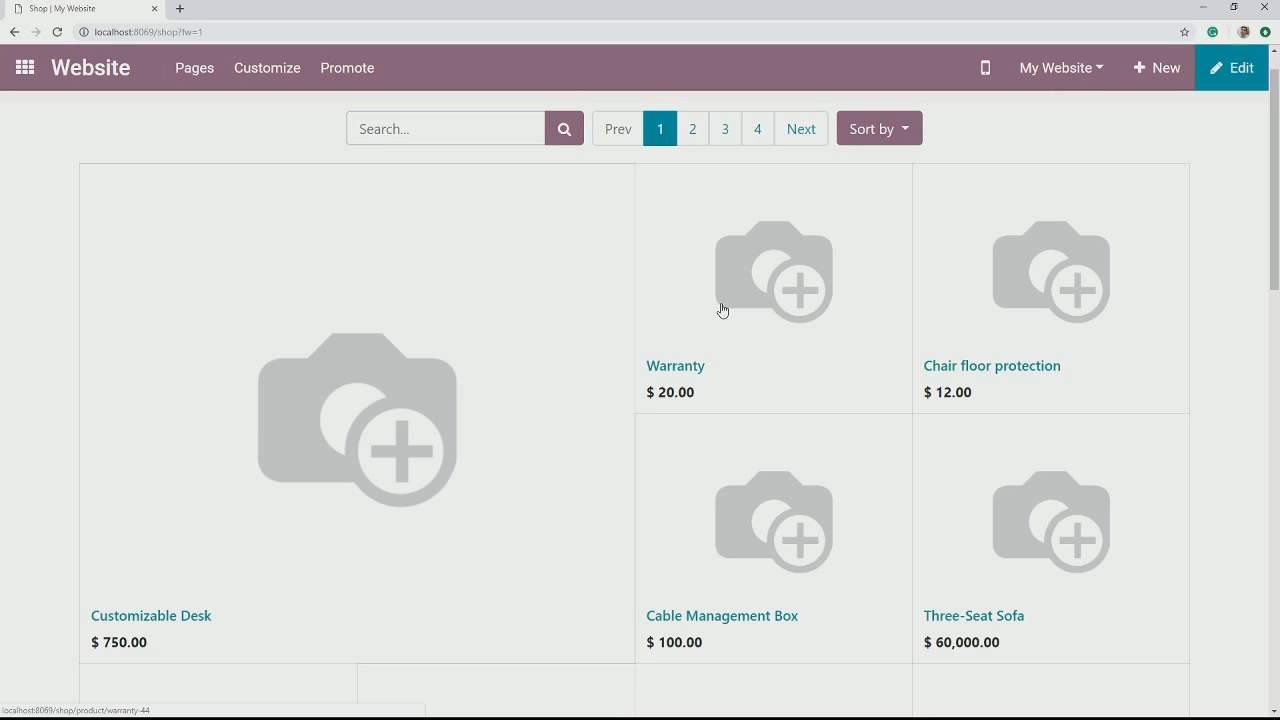 Shop | My Website
localhost:8069/shop?fw=1
Website Pages Customize Promote My Website New Edit
Search... Prev 1 2 3 4 Next Sort by
Warranty
$ 20.00
Chair floor protection
$ 12.00
Customizable Desk
$ 750.00
Cable Management Box
$ 100.00
Three-Seat Sofa
$ 60,000.00
localhost:8069/shop/product/warranty-44